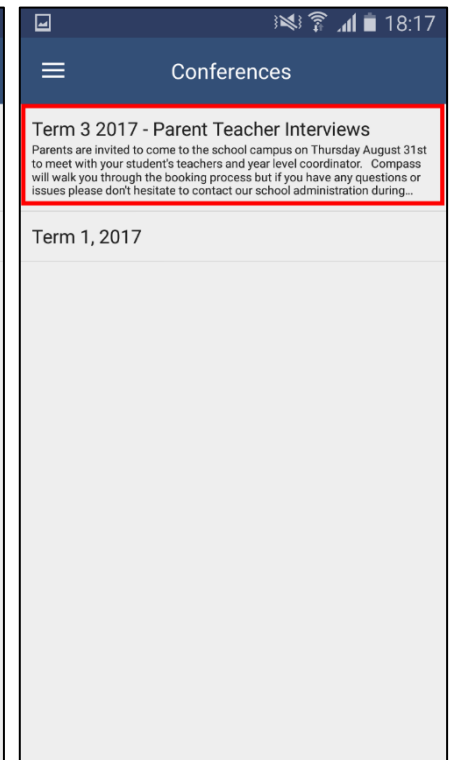 18:17
Conferences
Term 3 2017 - Parent Teacher Interviews
Parents are invited to come to the school campus on Thursday August 31st
to meet with your student's teachers and year level coordinator.   Compass
will walk you through the booking process but if you have any questions or
issues please don't hesitate to contact our school administration during...
Term 1, 2017